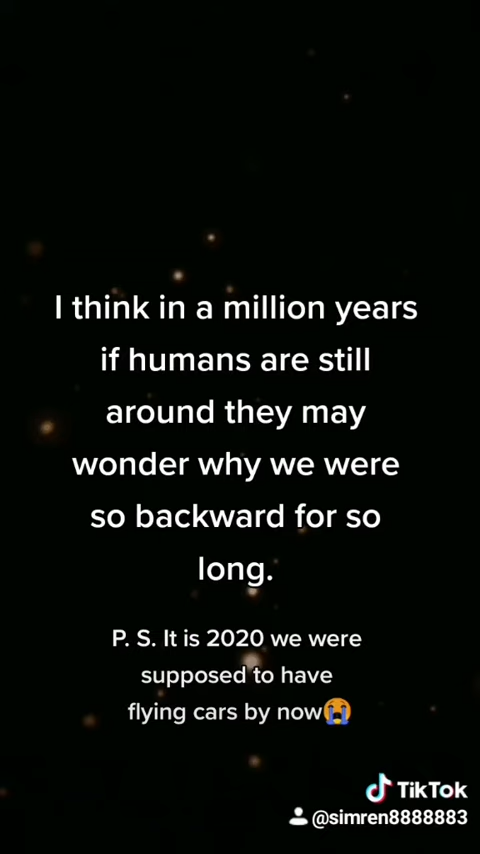 I think in a million years
if humans are still
around they may
wonder why we were
so backward for so
long.
P. S. It is 2020 we were
supposed to have
flying cars by now😭
TikTok
@simren8888883